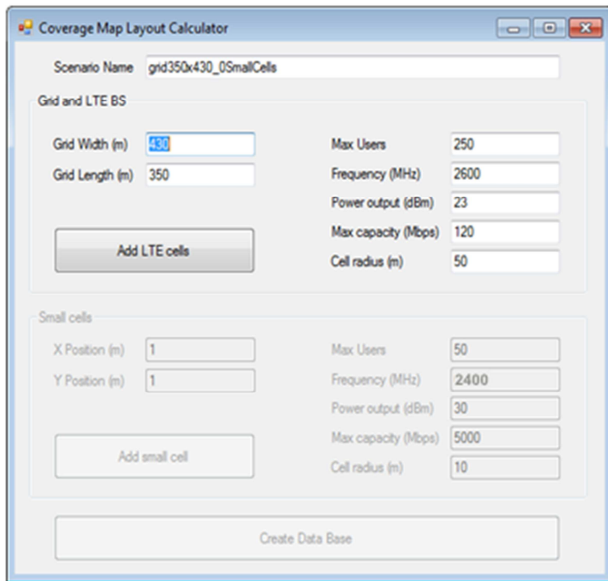 Coverage Map Layout Calculator
Scenario Name grid350x430_0SmallCells
Grid and LTE BS
Grid Width (m) 430 Max Users 250
Grid Length (m) 350 Frequency (MHz) 2600
Power output (dBm) 23
Max capacity (Mbps) 120
Add LTE cells
Cell radius (m) 50
Small cells
X Position (m) 1 Max Users 50
Y Position (m) 1 Frequency (MHz) 2400
Power output (dBm) 30
Max capacity (Mbps) 5000
Add small cell
Cell radius (m) 10
Create Data Base